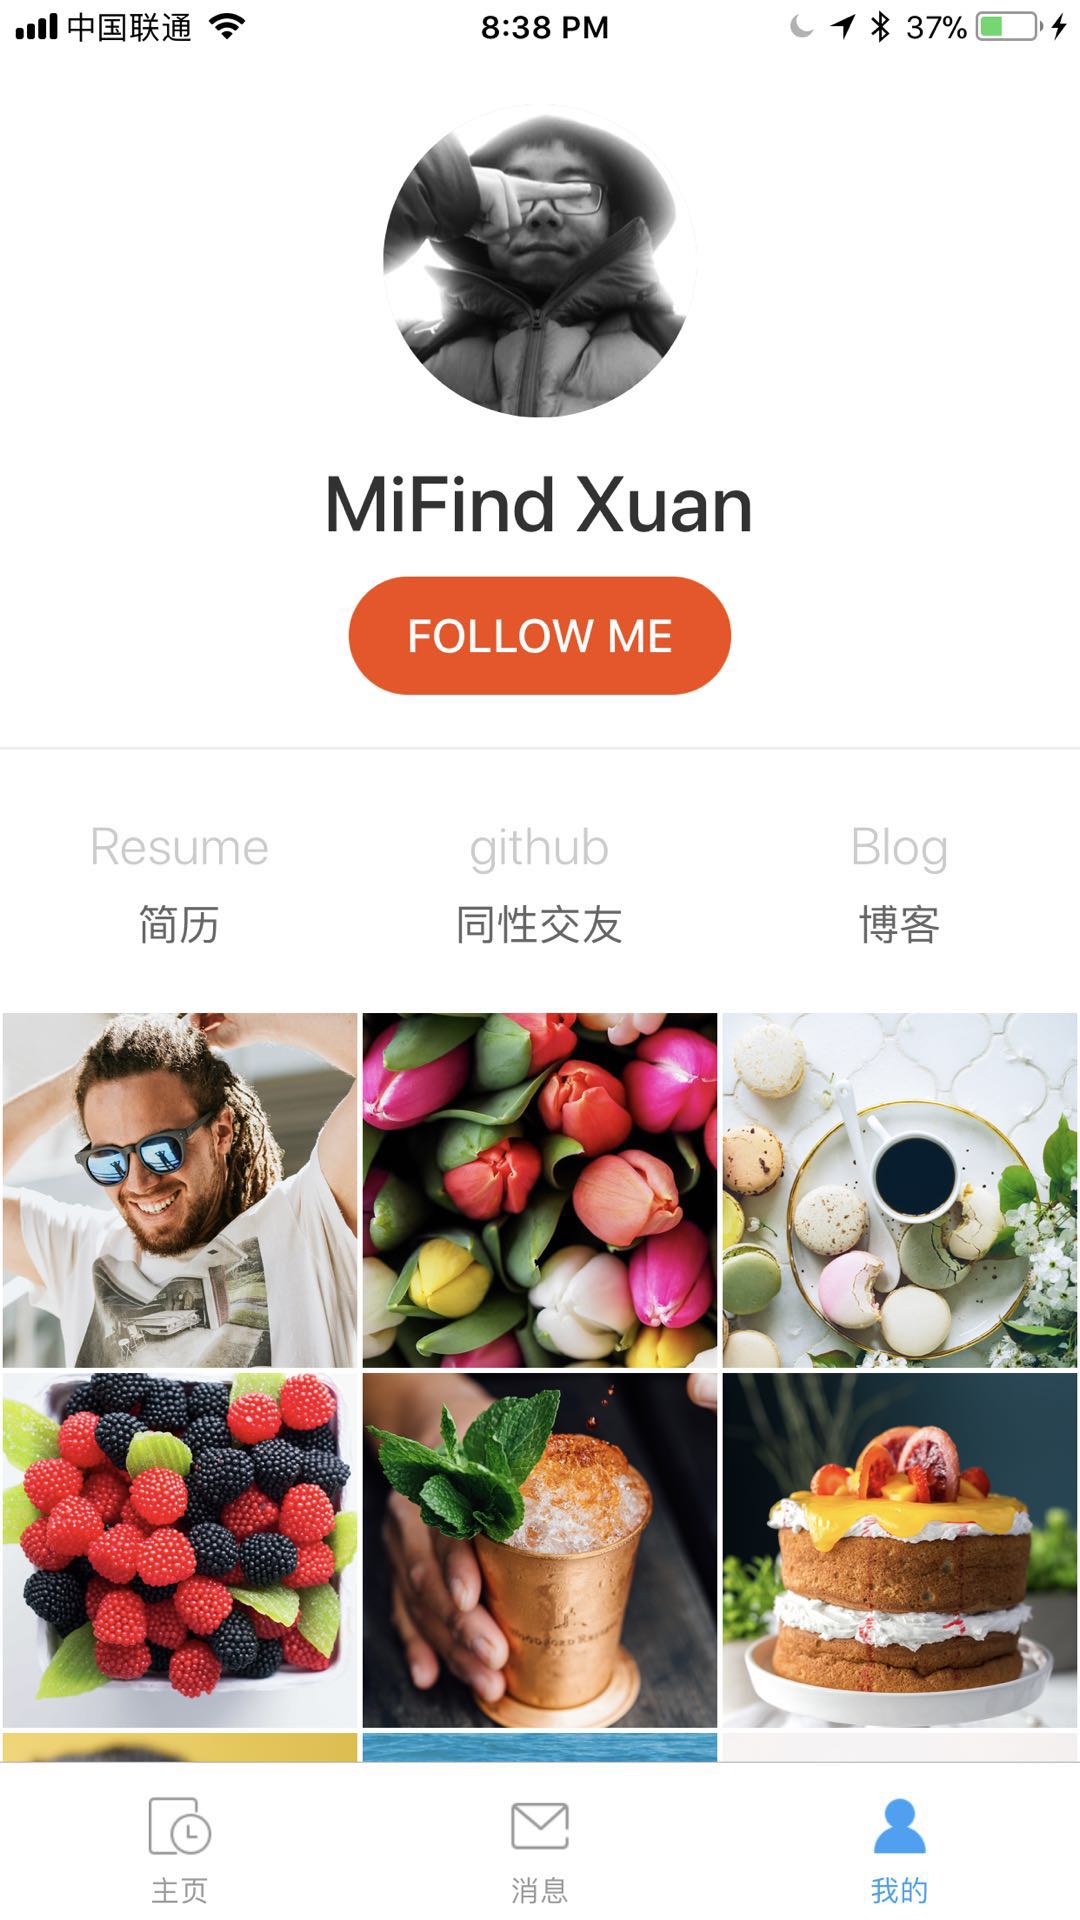 中国联通
8:38 PM
37%
MiFind Xuan
FOLLOW ME
Resume
github
Blog
简历
同性交友
博客
主页
消息
我的